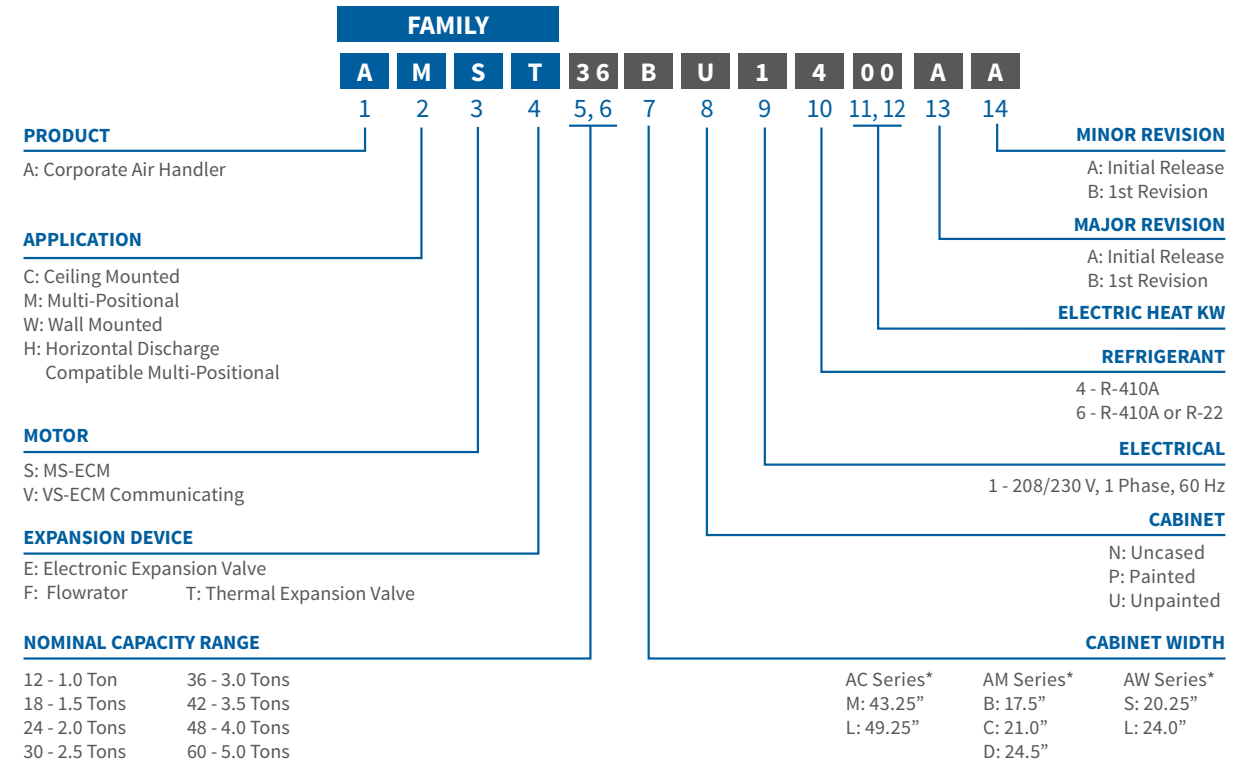 FAMILY
A M S T 36 B U 1 4 00 A A
1 2 3 4 5, 6 7 8 9 10 11, 12 13 14
PRODUCT
A: Corporate Air Handler
APPLICATION
C: Ceiling Mounted
M: Multi-Positional
W: Wall Mounted
H: Horizontal Discharge
Compatible Multi-Positional
MOTOR
S: MS-ECM
V: VS-ECM Communicating
EXPANSION DEVICE
E: Electronic Expansion Valve
F: Flowrator T: Thermal Expansion Valve
NOMINAL CAPACITY RANGE
12 - 1.0 Ton 36 - 3.0 Tons
18 - 1.5 Tons 42 - 3.5 Tons
24 - 2.0 Tons 48 - 4.0 Tons
30 - 2.5 Tons 60 - 5.0 Tons
MINOR REVISION
A: Initial Release
B: 1st Revision
MAJOR REVISION
A: Initial Release
B: 1st Revision
ELECTRIC HEAT KW
REFRIGERANT
4 - R-410A
6 - R-410A or R-22
ELECTRICAL
1 - 208/230 V, 1 Phase, 60 Hz
CABINET
N: Uncased
P: Painted
U: Unpainted
CABINET WIDTH
AC Series* AM Series* AW Series*
M: 43.25” B: 17.5” S: 20.25”
L: 49.25” C: 21.0” L: 24.0”
D: 24.5”